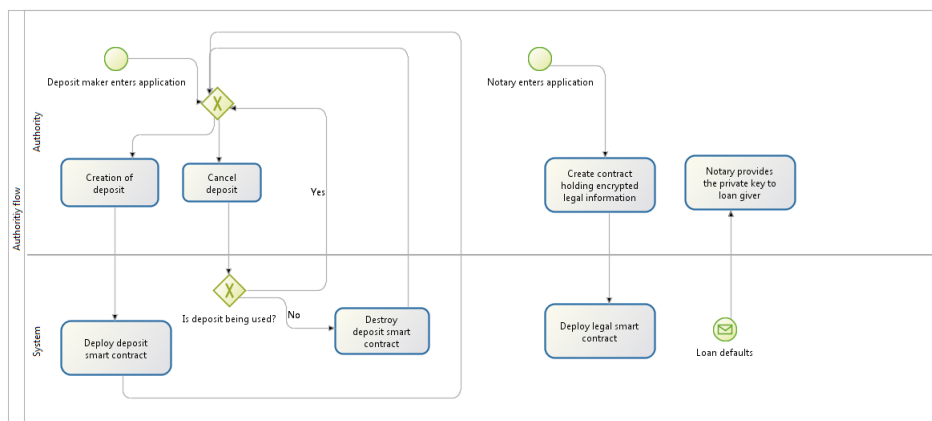 Authoritiy flow
Authority
Deposit maker enters application
Notary enters application
Creation of
deposit
Cancel
deposit
Yes
Create contract
holding encrypted
legal information
Notary provides
the private key to
loan giver
System
Is deposit being used?
No
Deploy deposit
smart contract
Destroy
deposit smart
contract
Deploy legal smart
contract
Loan defaults